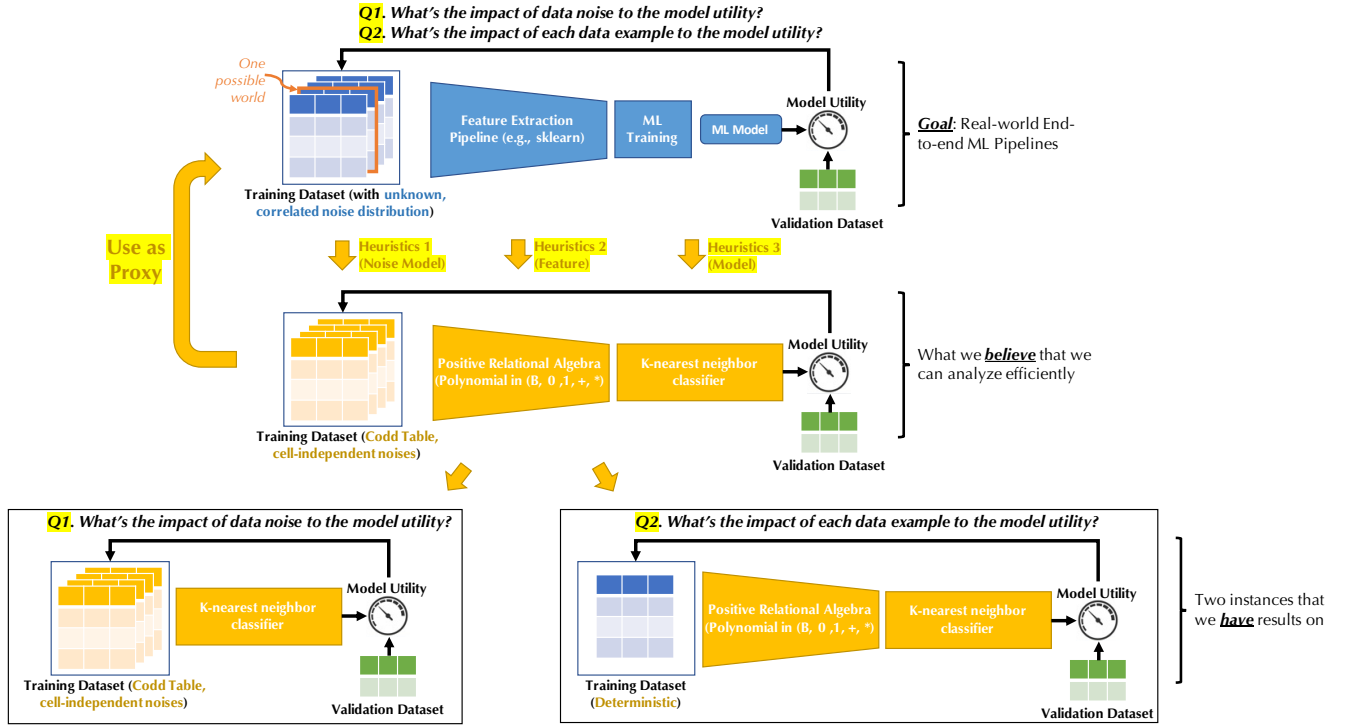 Q1. What's the impact of data noise to the model utility?
Q2. What's the impact of each data example to the model utility?
One
possible
world
Feature Extraction
Pipeline (e.g., sklearn)
ML
Training
ML Model
Model Utility
Training Dataset (with unknown,
correlated noise distribution)
Validation Dataset
Goal: Real-world End-
to-end ML Pipelines
Use as
Proxy
Heuristics 1
(Noise Model)
Heuristics 2
(Feature)
Heuristics 3
(Model)
Positive Relational Algebra
(Polynomial in (B, 0 ,1, +, *)
K-nearest neighbor
classifier
Model Utility
Training Dataset (Codd Table,
cell-independent noises)
Validation Dataset
What we believe that we
can analyze efficiently
Q1. What's the impact of data noise to the model utility?
K-nearest neighbor
classifier
Model Utility
Training Dataset (Codd Table,
cell-independent noises)
Validation Dataset
Q2. What's the impact of each data example to the model utility?
Positive Relational Algebra
(Polynomial in (B, 0 ,1, +, *)
K-nearest neighbor
classifier
Model Utility
Training Dataset
(Deterministic)
Validation Dataset
Two instances that
we have results on